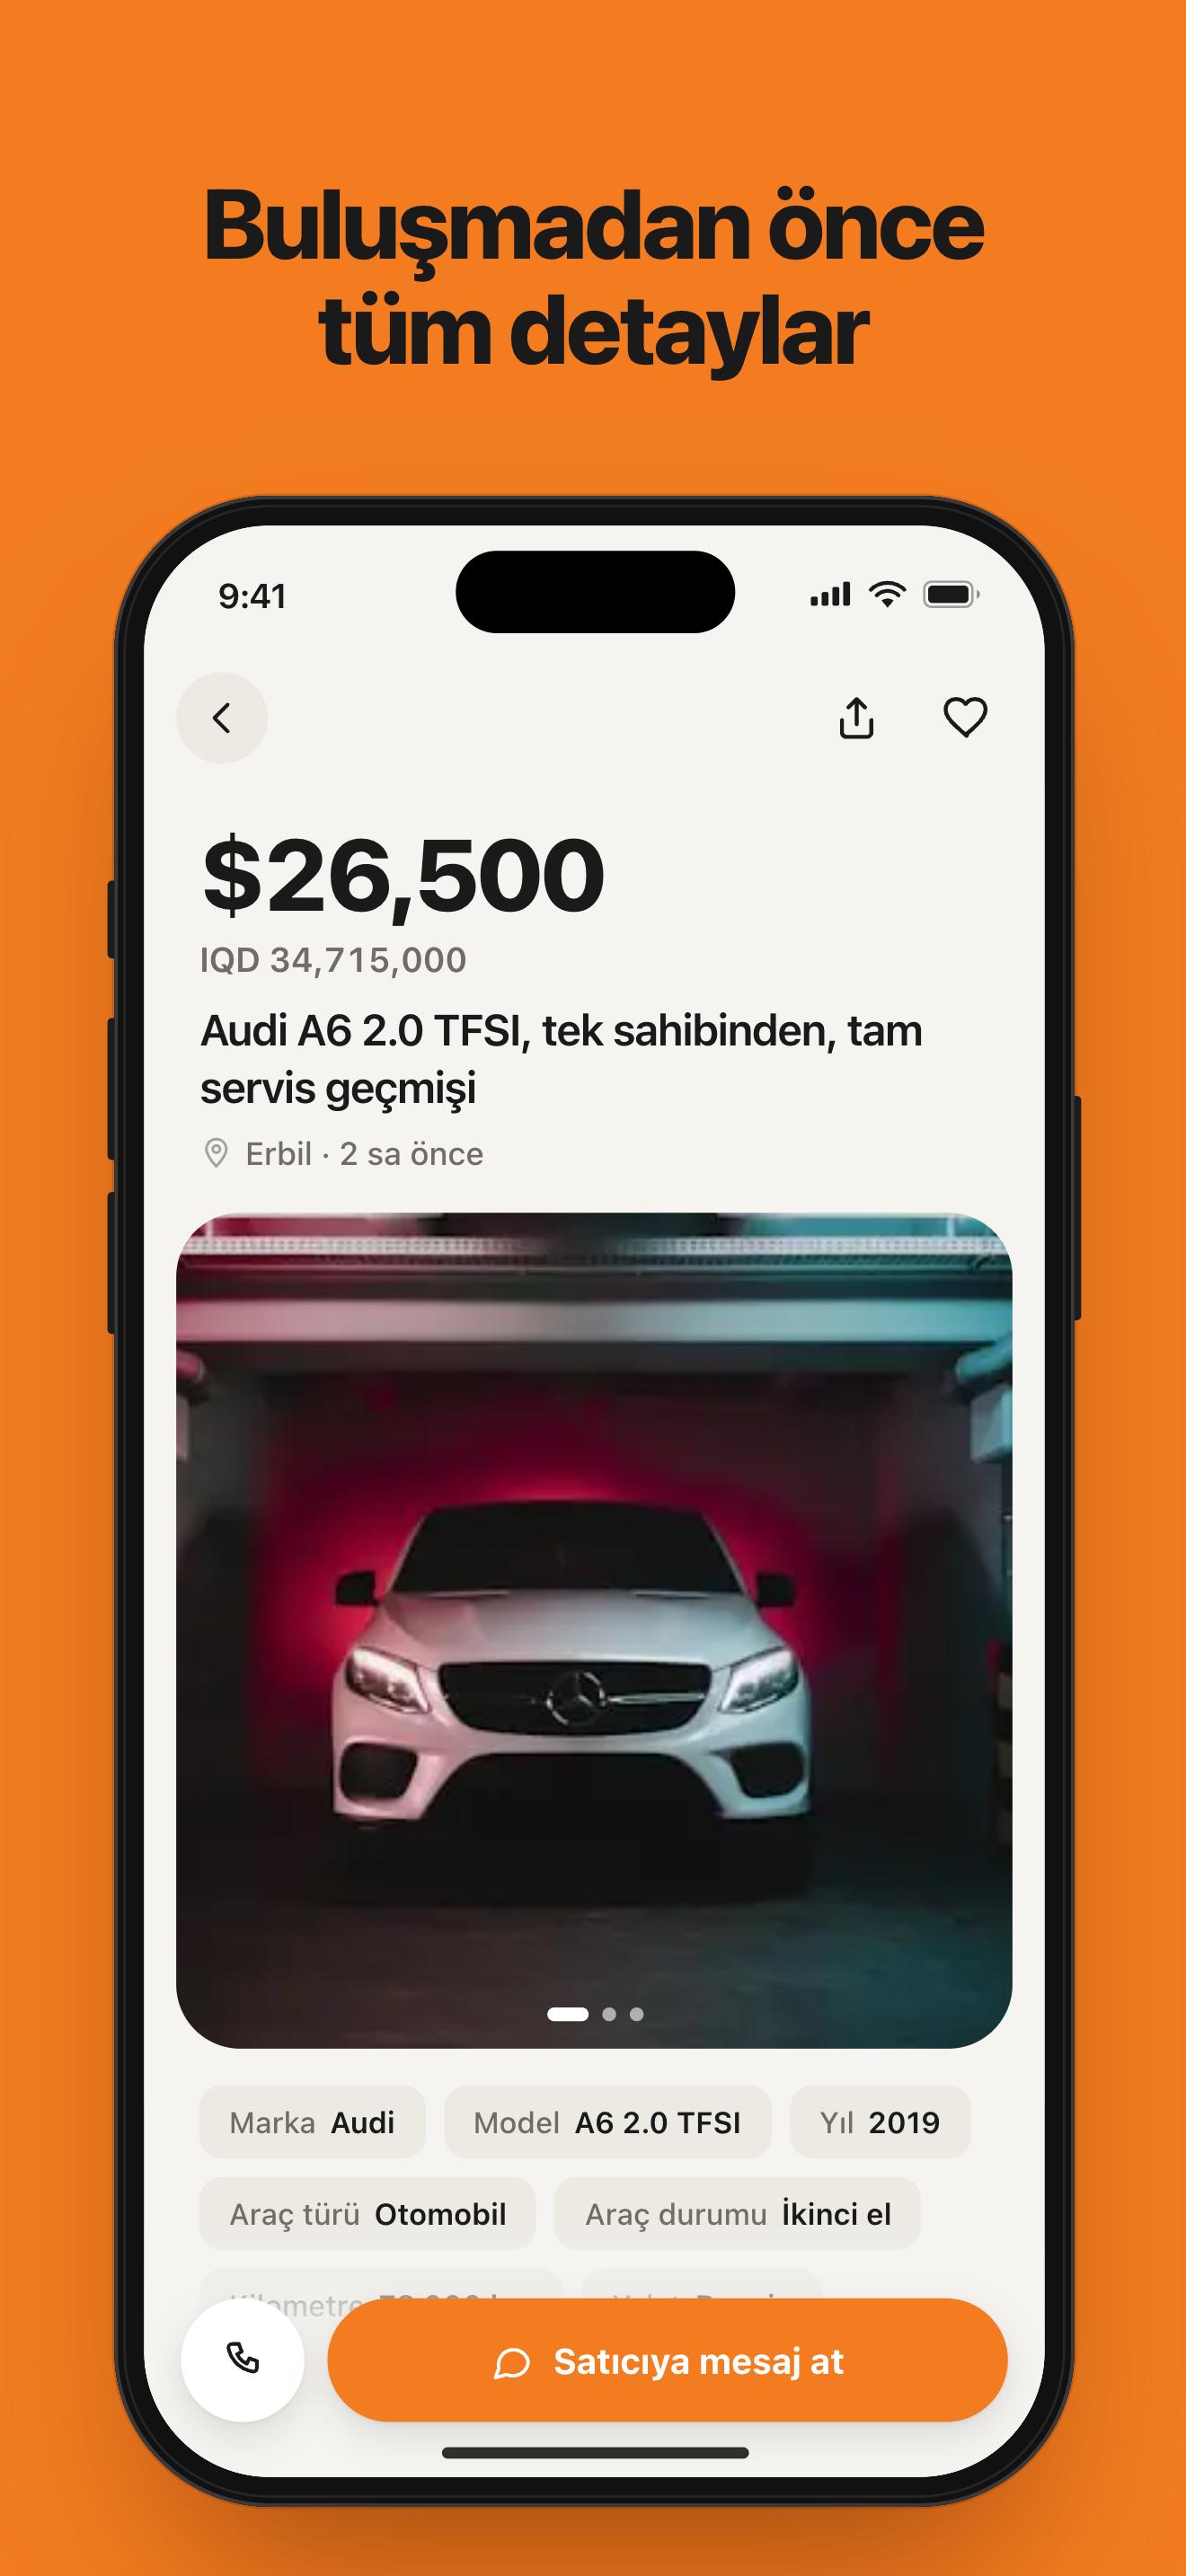 Buluşmadan önce
tüm detaylar
9:41
$26,500
IQD 34,715,000
Audi A6 2.0 TFSI, tek sahibinden, tam
servis geçmişi
Erbil · 2 sa önce
Marka Audi
Model A6 2.0 TFSI
Yıl 2019
Araç türü Otomobil
Araç durumu İkinci el
Kilometre
Satıcıya mesaj at